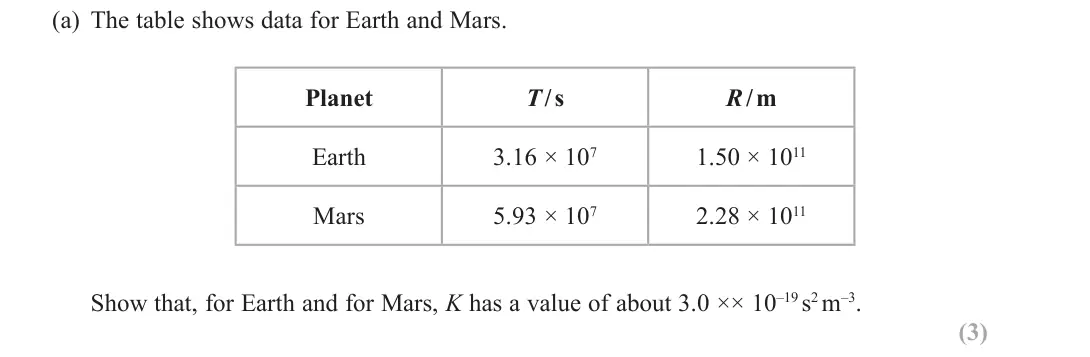 (a) The table shows data for Earth and Mars.
Planet T/s R/m
Earth 3.16 × 10⁷ 1.50 × 10¹¹
Mars 5.93 × 10⁷ 2.28 × 10¹¹
Show that, for Earth and for Mars, K has a value of about 3.0 ×× 10⁻¹⁹ s² m⁻³.
(3)